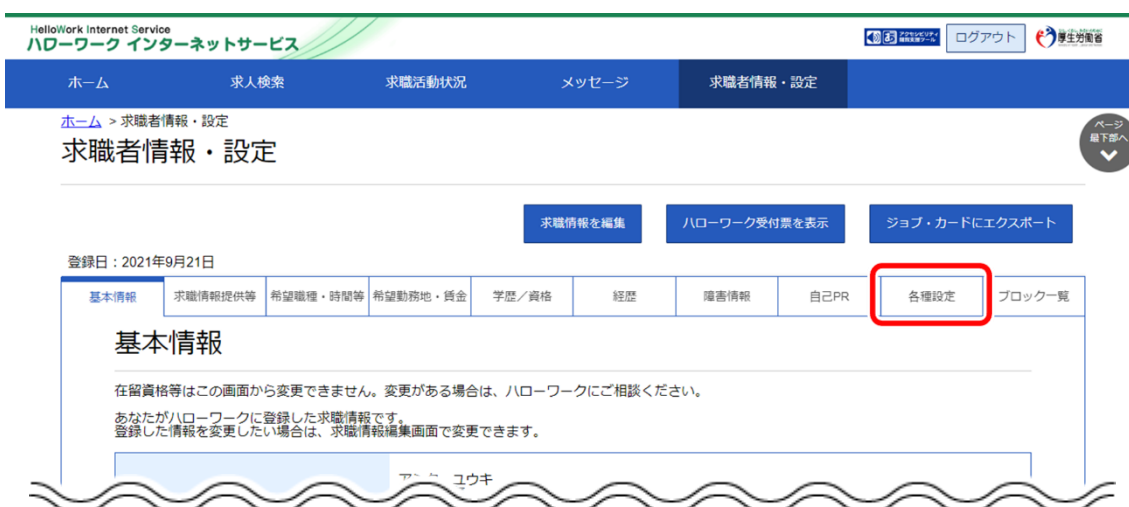 HelloWork Internet Service
ハローワーク インターネットサービス
ログアウト
厚生労働省
ホーム
求人検索
求職活動状況
メッセージ
求職者情報・設定
ホーム > 求職者情報・設定
ページ
最下部へ
求職者情報・設定
求職情報を編集
ハローワーク受付票を表示
ジョブ・カードにエクスポート
登録日：2021年9月21日
基本情報
求職情報提供等
希望職種・時間等
希望勤務地・賃金
学歴／資格
経歴
障害情報
自己PR
各種設定
ブロック一覧
基本情報
在留資格等はこの画面から変更できません。変更がある場合は、ハローワークにご相談ください。
あなたがハローワークに登録した求職情報です。
登録した情報を変更したい場合は、求職情報編集画面で変更できます。
ユウキ